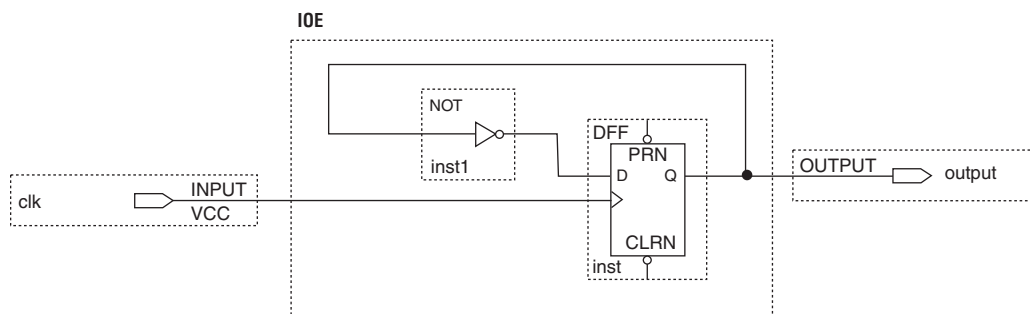 IOE
NOT
inst1
DFF
PRN
D
Q
CLRN
inst
clk
INPUT
VCC
OUTPUT
output